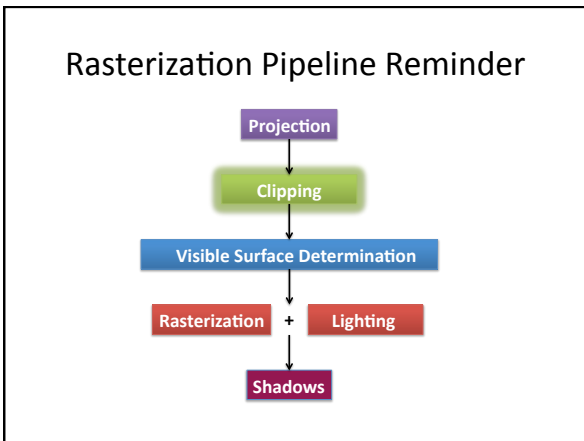 Rasterization Pipeline Reminder
Projection
Clipping
Visible Surface Determination
Rasterization + Lighting
Shadows